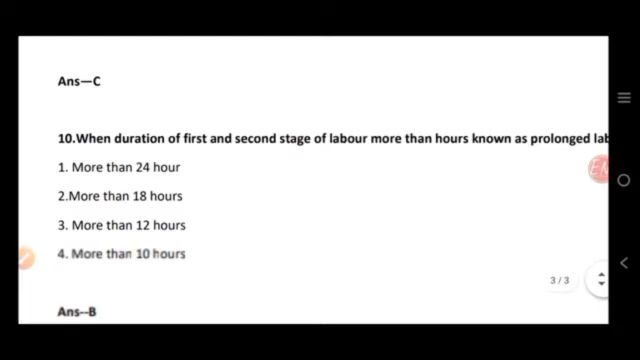 Ans—C
10.When duration of first and second stage of labour more than hours known as prolonged lab
1. More than 24 hour
2.More than 18 hours
3. More than 12 hours
4. More than 10 hours
3 / 3
Ans--B